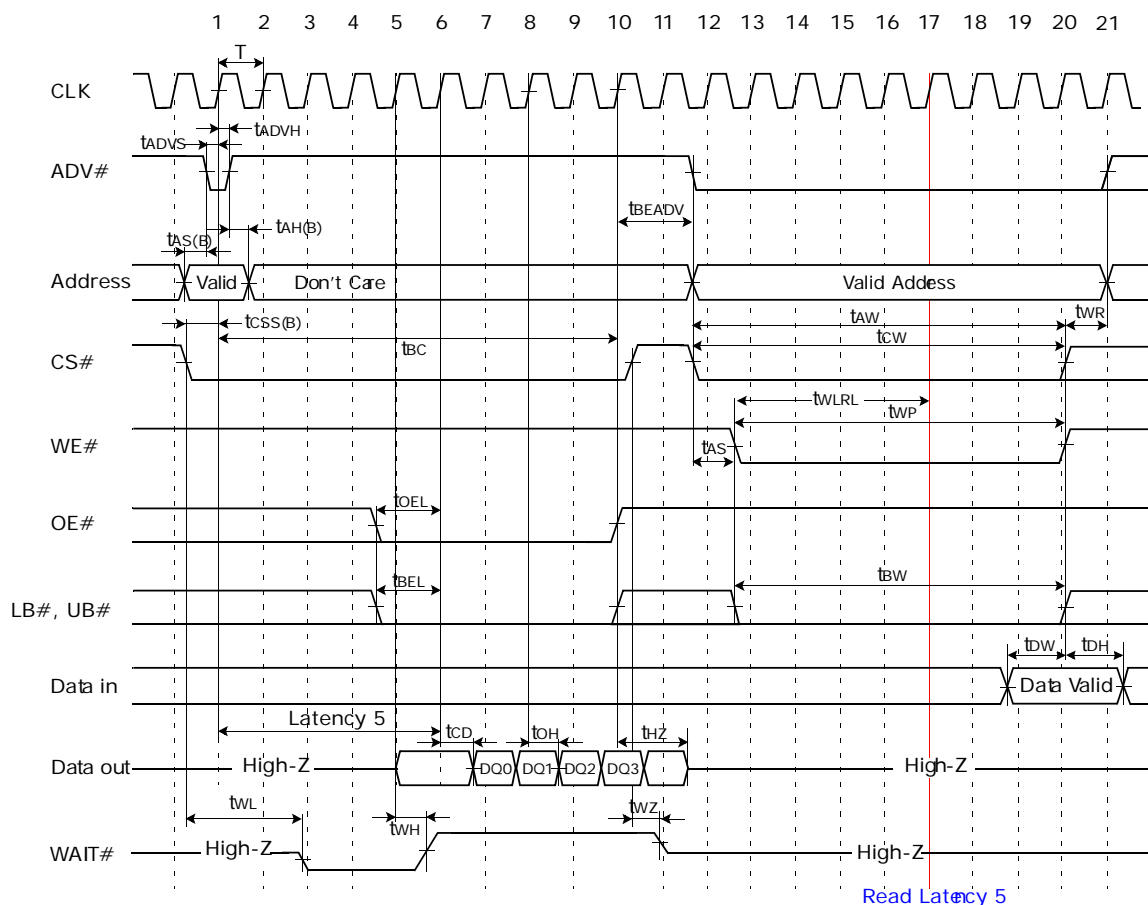 1 2 3 4 5 6 7 8 9 10 11 12 13 14 15 16 17 18 19 20 21
T
CLK
tADVH
tADVS
ADV#
tBEADV
tAH(B)
tAS(B)
Address Valid Don't Care Valid Address
tCSS(B) tAW tWR
tBC tCW
CS#
tWLRL
tWP
WE# tAS
tOEL
OE#
tBEL tBW
LB#, UB#
tDW tDH
Data in Data Valid
Latency 5
tCD tOH tHZ
Data out High-Z DQ0 DQ1 DQ2 DQ3 High-Z
tWL tWH tWZ
WAIT# High-Z High-Z
Read Latency 5